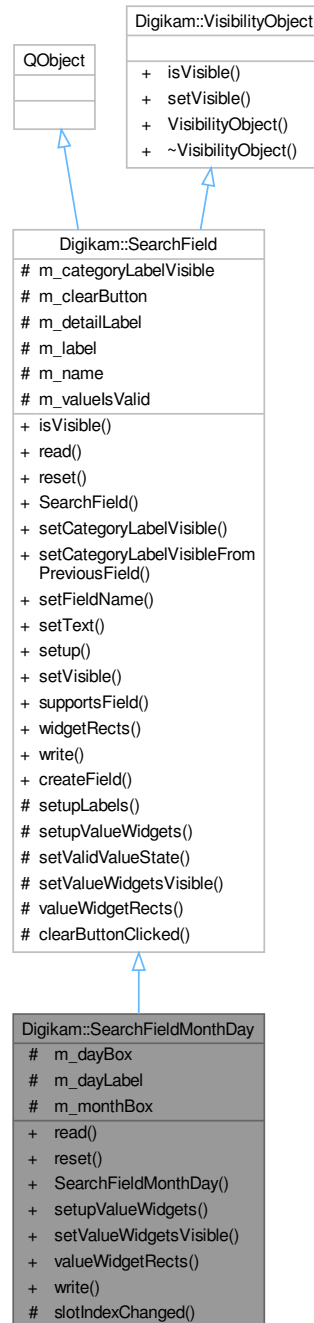 Digikam::VisibilityObject
+ isVisible()
+ setVisible()
+ VisibilityObject()
+ ~VisibilityObject()
QObject
Digikam::SearchField
# m_categoryLabelVisible
# m_clearButton
# m_detailLabel
# m_label
# m_name
# m_valueIsValid
+ isVisible()
+ read()
+ reset()
+ SearchField()
+ setCategoryLabelVisible()
+ setCategoryLabelVisibleFrom
PreviousField()
+ setFieldName()
+ setText()
+ setup()
+ setVisible()
+ supportsField()
+ widgetRects()
+ write()
+ createField()
# setupLabels()
# setupValueWidgets()
# setValidValueState()
# setValueWidgetsVisible()
# valueWidgetRects()
# clearButtonClicked()
Digikam::SearchFieldMonthDay
# m_dayBox
# m_dayLabel
# m_monthBox
+ read()
+ reset()
+ SearchFieldMonthDay()
+ setupValueWidgets()
+ setValueWidgetsVisible()
+ valueWidgetRects()
+ write()
# slotIndexChanged()